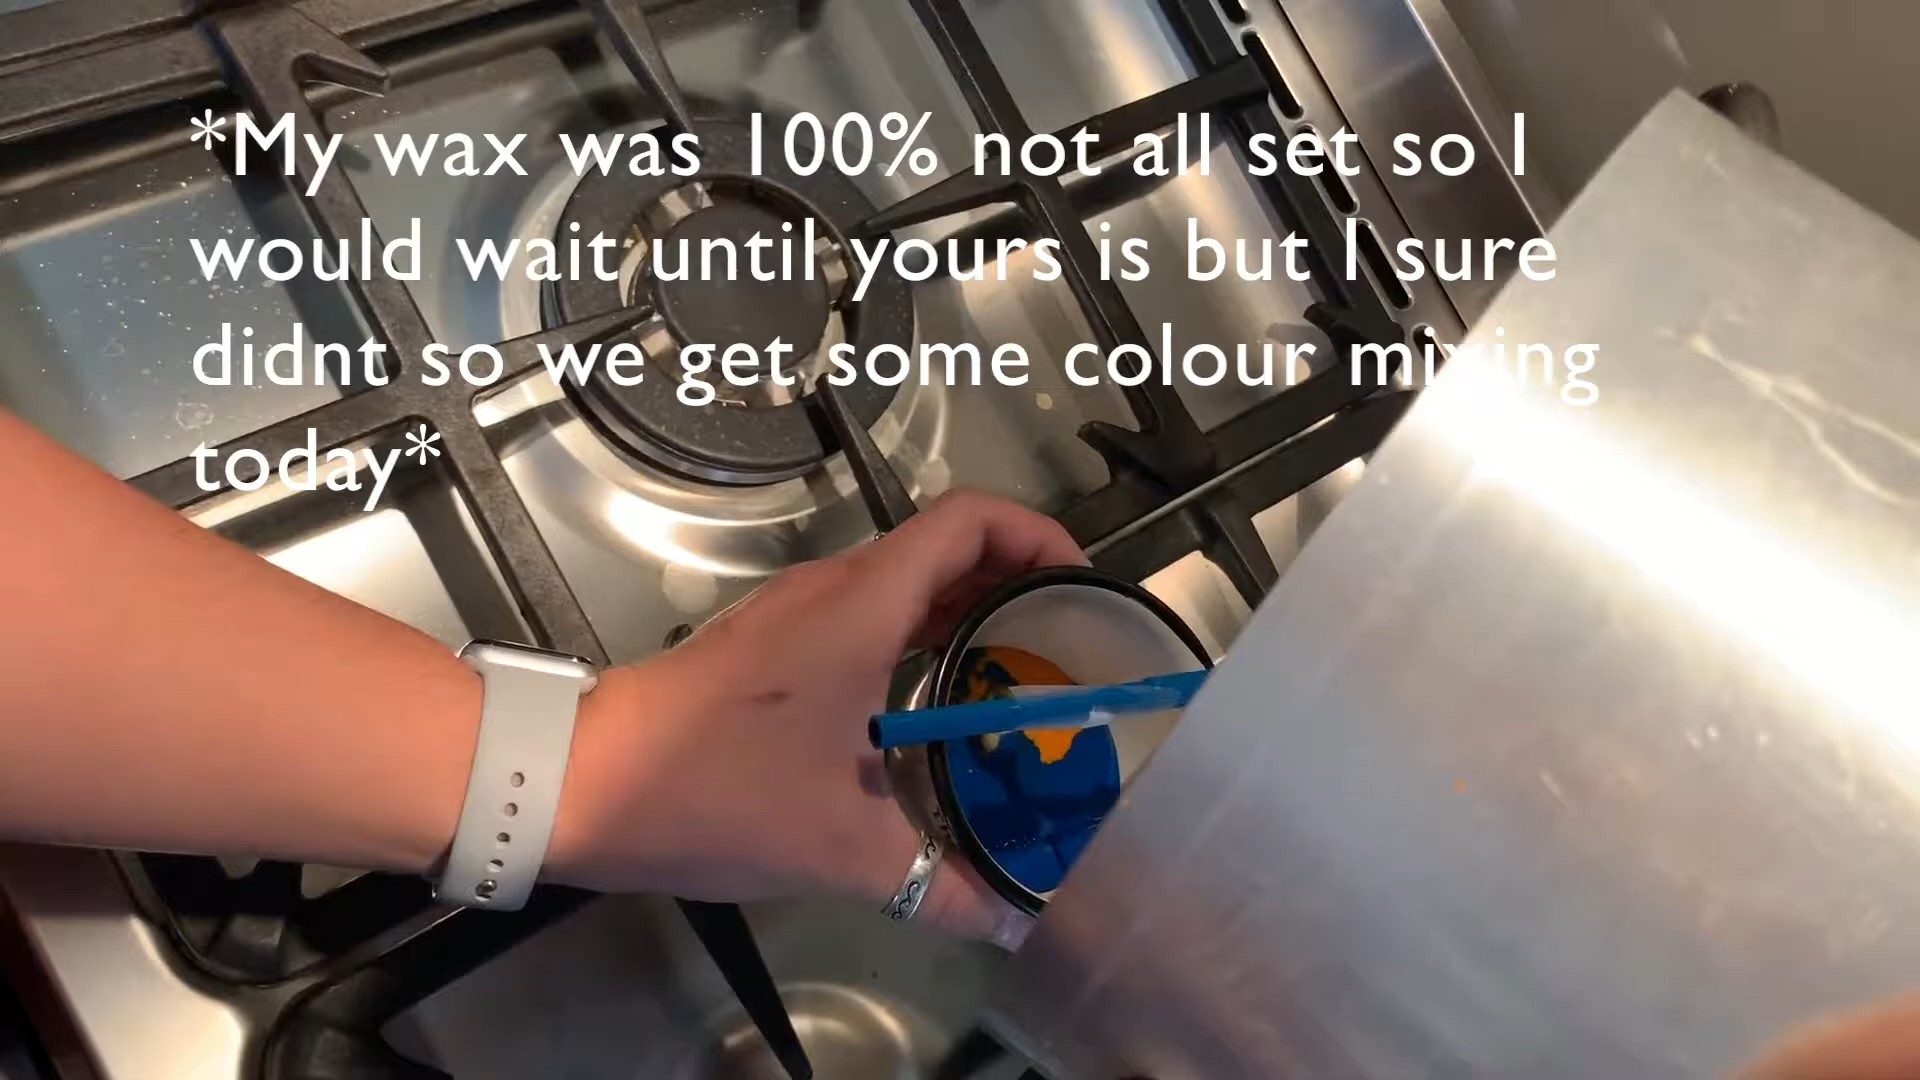 *My wax was 100% not all set so I
would wait until yours is but I sure
didnt so we get some colour mixing
today*